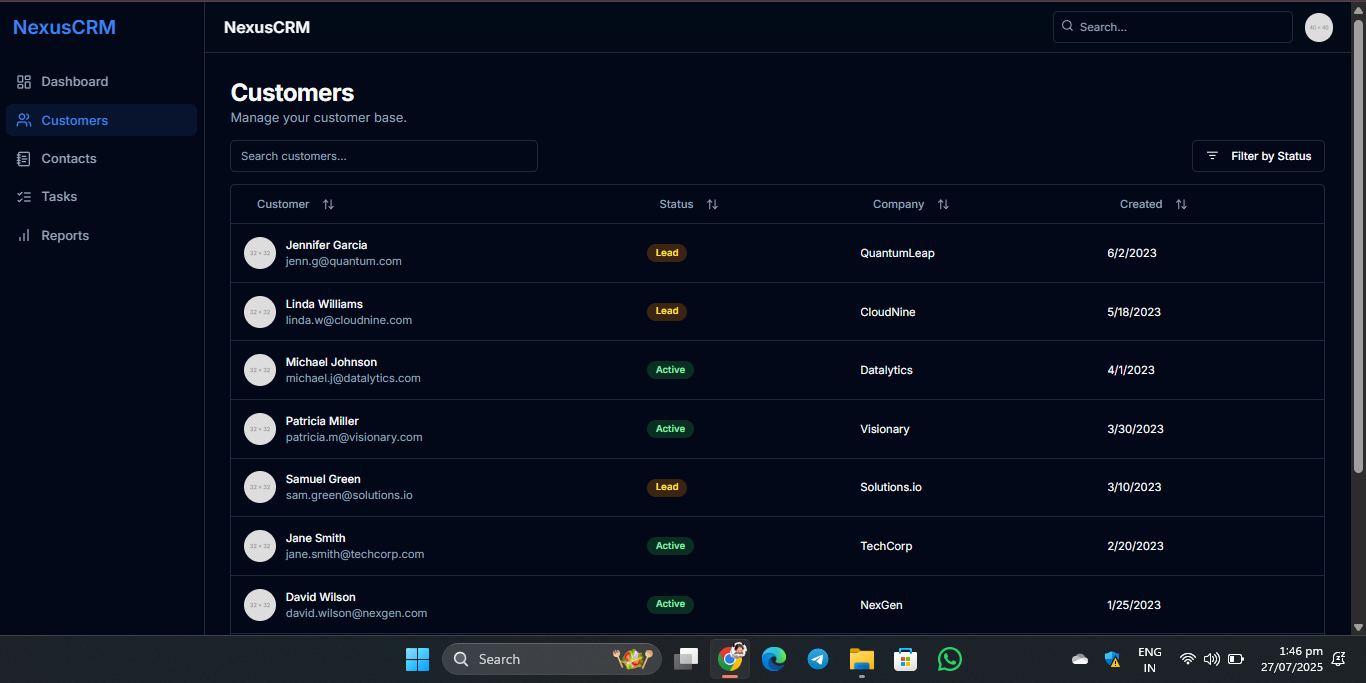 NexusCRM
NexusCRM
Search...
40 × 40
Dashboard
Customers
Contacts
Tasks
Reports
Customers
Manage your customer base.
Search customers...
Filter by Status
Customer Status Company Created
32 × 32 Jennifer Garcia Lead QuantumLeap 6/2/2023
jenn.g@quantum.com
32 × 32 Linda Williams Lead CloudNine 5/18/2023
linda.w@cloudnine.com
32 × 32 Michael Johnson Active Datalytics 4/1/2023
michael.j@datalytics.com
32 × 32 Patricia Miller Active Visionary 3/30/2023
patricia.m@visionary.com
32 × 32 Samuel Green Lead Solutions.io 3/10/2023
sam.green@solutions.io
32 × 32 Jane Smith Active TechCorp 2/20/2023
jane.smith@techcorp.com
32 × 32 David Wilson Active NexGen 1/25/2023
david.wilson@nexgen.com
Search
ENG
IN
1:46 pm
27/07/2025